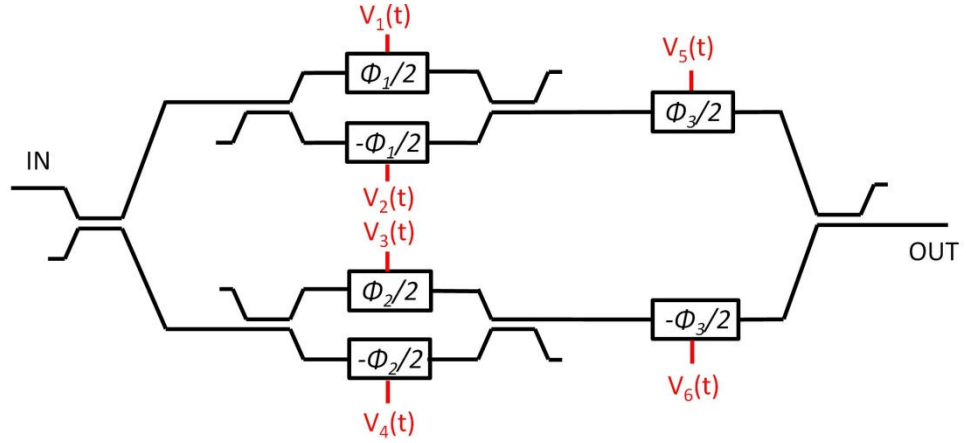 V₁(t)
Φ₁/2
V₅(t)
Φ₃/2
-Φ₁/2
IN
V₂(t)
V₃(t)
OUT
Φ₂/2
-Φ₃/2
-Φ₂/2
V₆(t)
V₄(t)